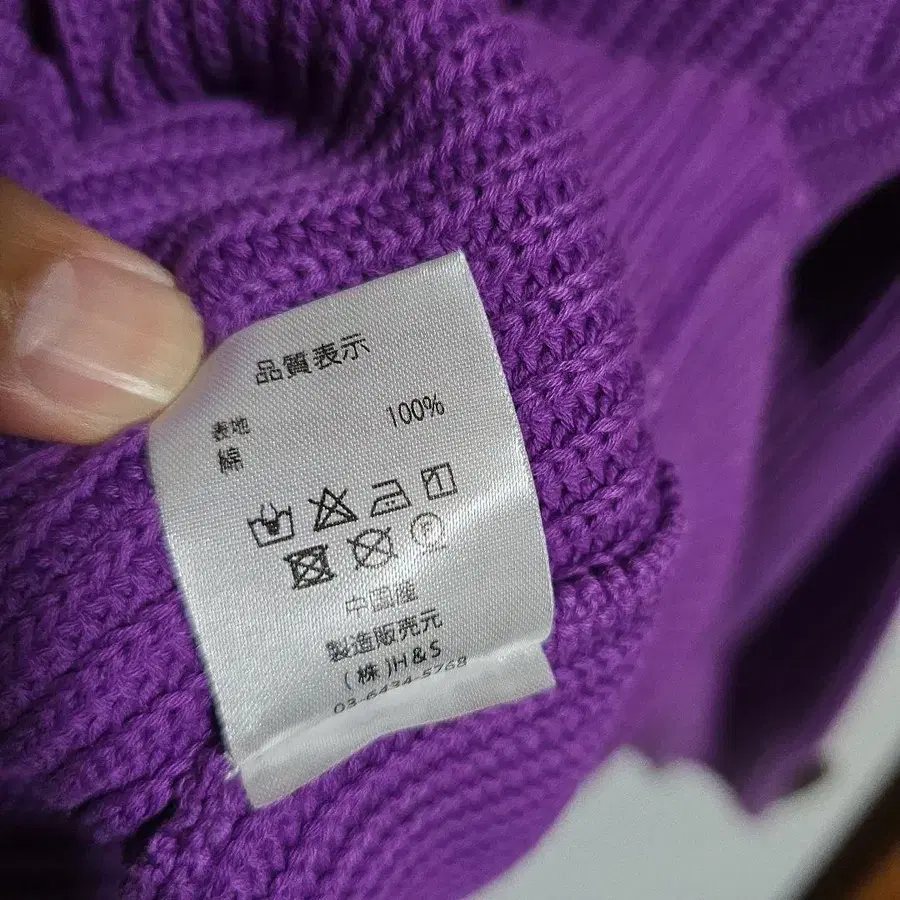 品質表示
表地
綿 100%
P
中国産
製造販売元
(株)H&S
03-6434-5768